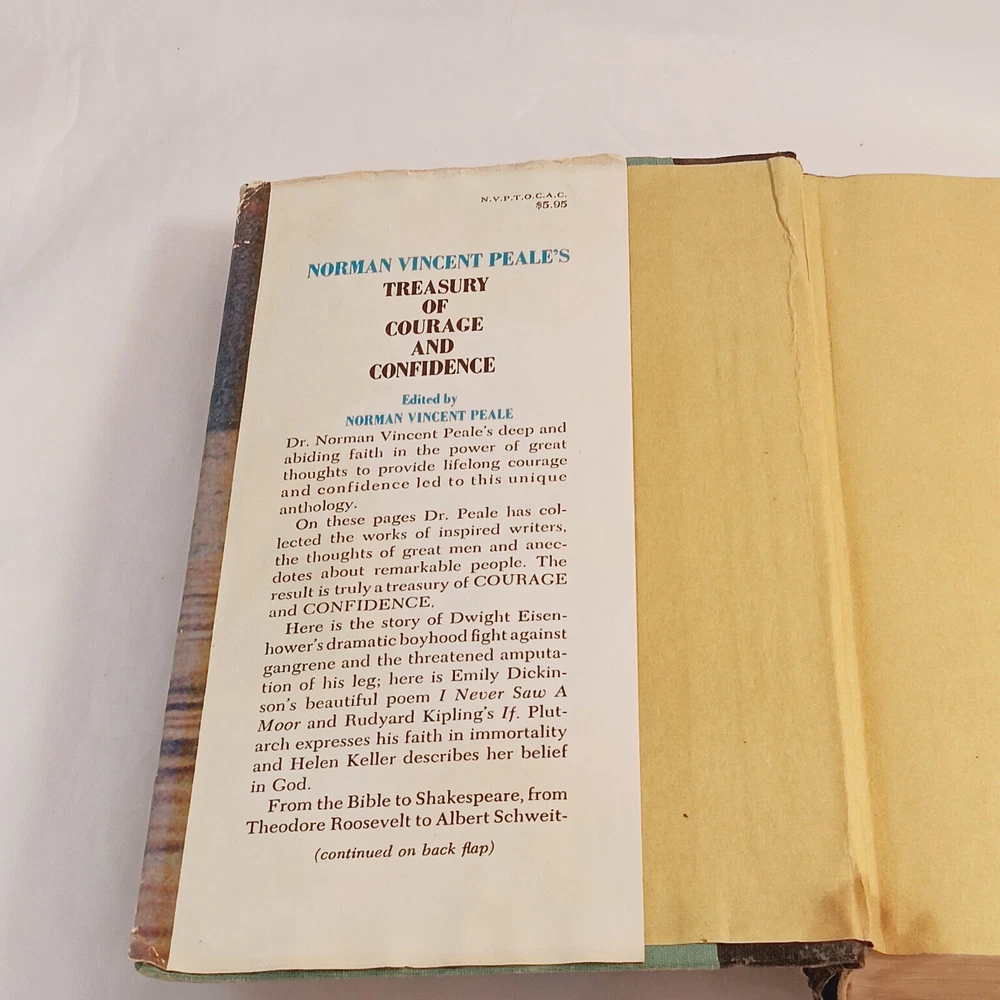 N.V.P.T.O.C.A.C.
$5.95
NORMAN VINCENT PEALE'S
TREASURY
OF
COURAGE
AND
CONFIDENCE
Edited by
NORMAN VINCENT PEALE
Dr. Norman Vincent Peale's deep and
abiding faith in the power of great
thoughts to provide lifelong courage
and confidence led to this unique
anthology.
On these pages Dr. Peale has col-
lected the works of inspired writers,
the thoughts of great men and anec-
dotes about remarkable people. The
result is truly a treasury of COURAGE
and CONFIDENCE.
Here is the story of Dwight Eisen-
hower's dramatic boyhood fight against
gangrene and the threatened amputa-
tion of his leg; here is Emily Dickin-
son's beautiful poem I Never Saw A
Moor and Rudyard Kipling's If. Plut-
arch expresses his faith in immortality
and Helen Keller describes her belief
in God.
From the Bible to Shakespeare, from
Theodore Roosevelt to Albert Schweit-
(continued on back flap)